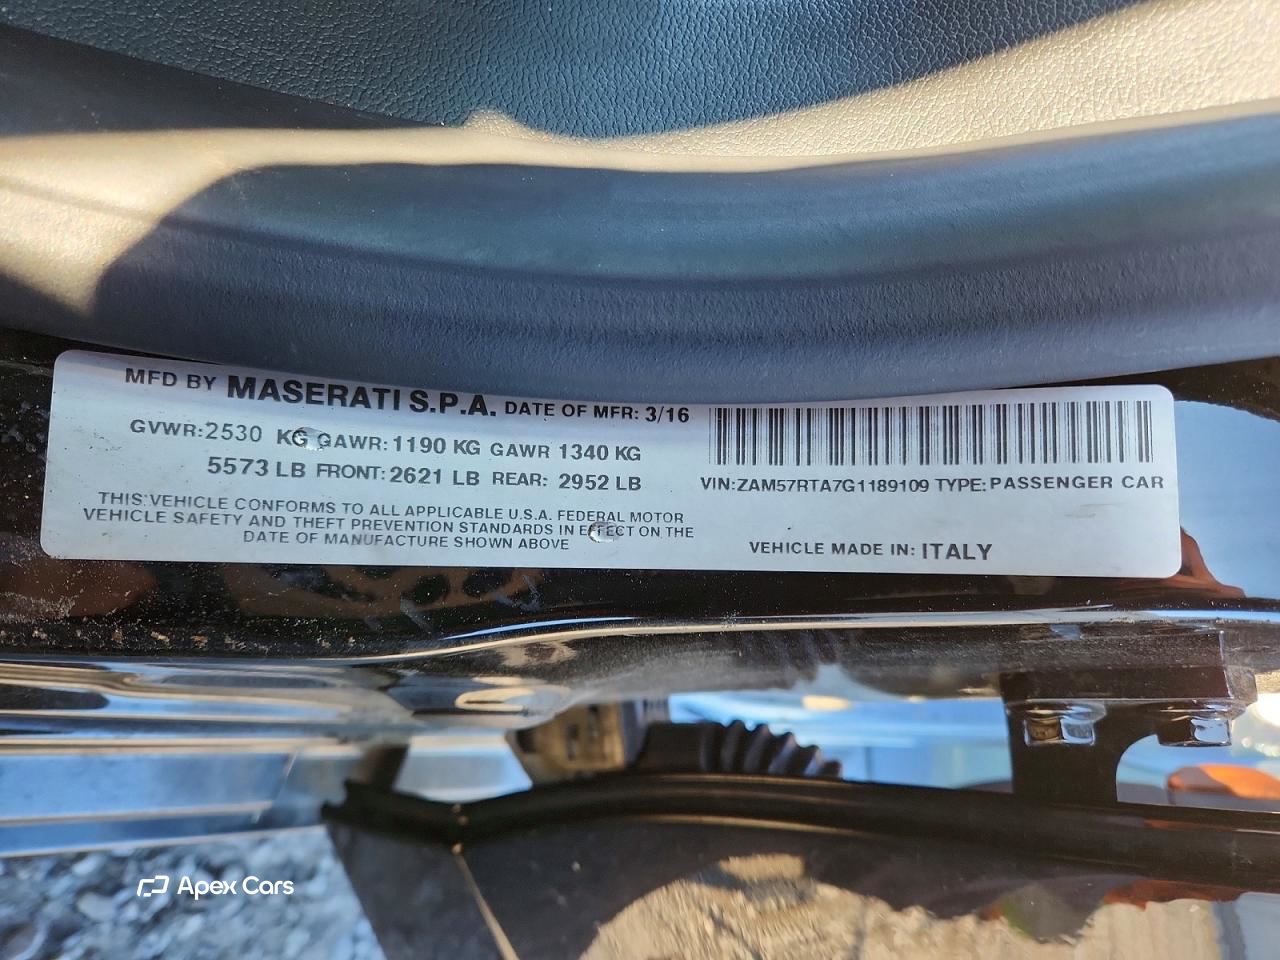 MFD BY MASERATI S.P.A. DATE OF MFR: 3/16
GVWR:2530 KG GAWR:1190 KG GAWR 1340 KG
5573 LB FRONT:2621 LB REAR: 2952 LB
THIS VEHICLE CONFORMS TO ALL APPLICABLE U.S.A. FEDERAL MOTOR
VEHICLE SAFETY AND THEFT PREVENTION STANDARDS IN EFFECT ON THE
DATE OF MANUFACTURE SHOWN ABOVE
VIN:ZAM57RTA7G1189109 TYPE:PASSENGER CAR
VEHICLE MADE IN: ITALY
Apex Cars